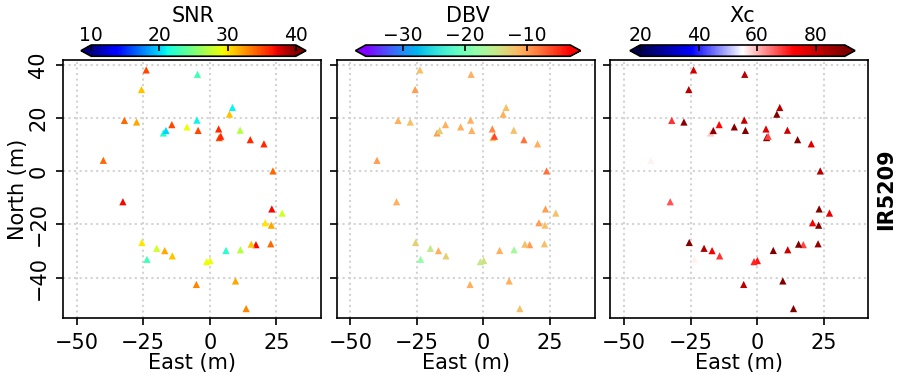 SNR DBV Xc
10 20 30 40 −30 −20 −10 20 40 60 80
40
20
0
−20
−40
North (m)
−50 −25 0 25 −50 −25 0 25 −50 −25 0 25
East (m) East (m) East (m)
IR5209